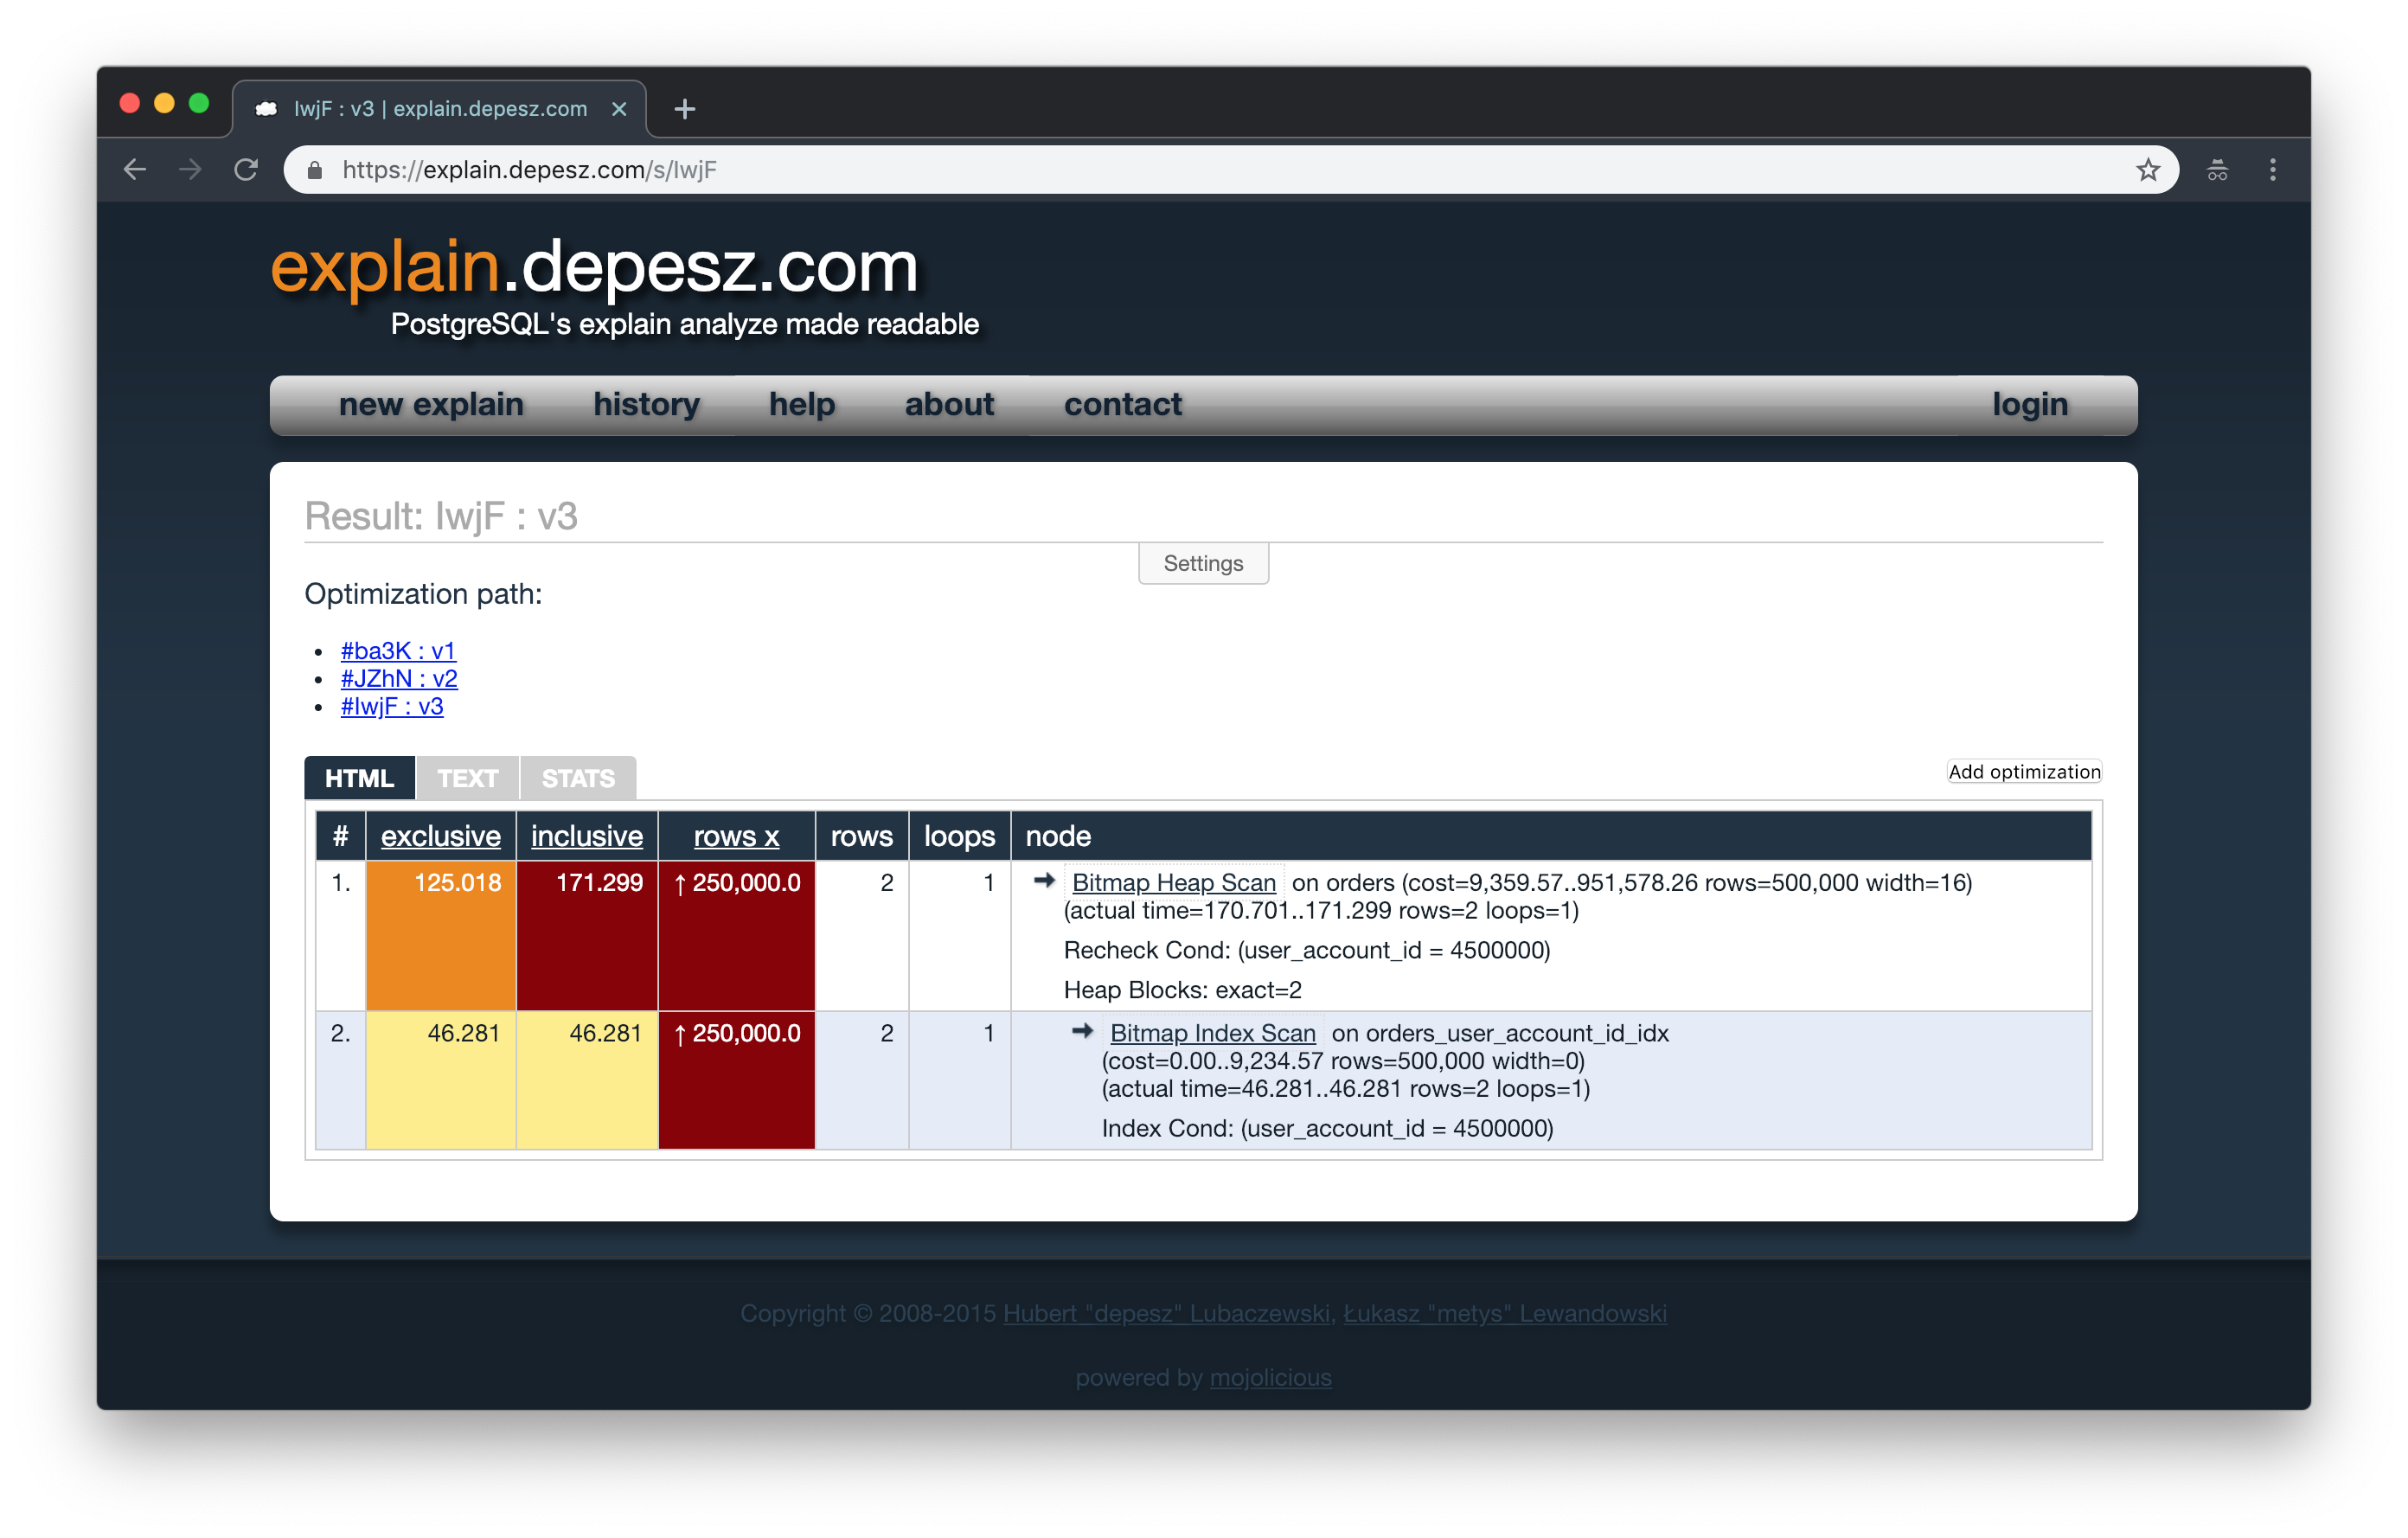 IwjF : v3 | explain.depesz.com
https://explain.depesz.com/s/IwjF
explain.depesz.com
PostgreSQL's explain analyze made readable
new explain history help about contact login
Result: IwjF : v3
Settings
Optimization path:
#ba3K : v1
#JZhN : v2
#IwjF : v3
HTML TEXT STATS Add optimization
# exclusive inclusive rows x rows loops node
1. 125.018 171.299 ↑ 250,000.0 2 1 Bitmap Heap Scan on orders (cost=9,359.57..951,578.26 rows=500,000 width=16)
(actual time=170.701..171.299 rows=2 loops=1)
Recheck Cond: (user_account_id = 4500000)
Heap Blocks: exact=2
2. 46.281 46.281 ↑ 250,000.0 2 1 Bitmap Index Scan on orders_user_account_id_idx
(cost=0.00..9,234.57 rows=500,000 width=0)
(actual time=46.281..46.281 rows=2 loops=1)
Index Cond: (user_account_id = 4500000)
Copyright © 2008-2015 Hubert "depesz" Lubaczewski, Łukasz "metys" Lewandowski
powered by mojolicious